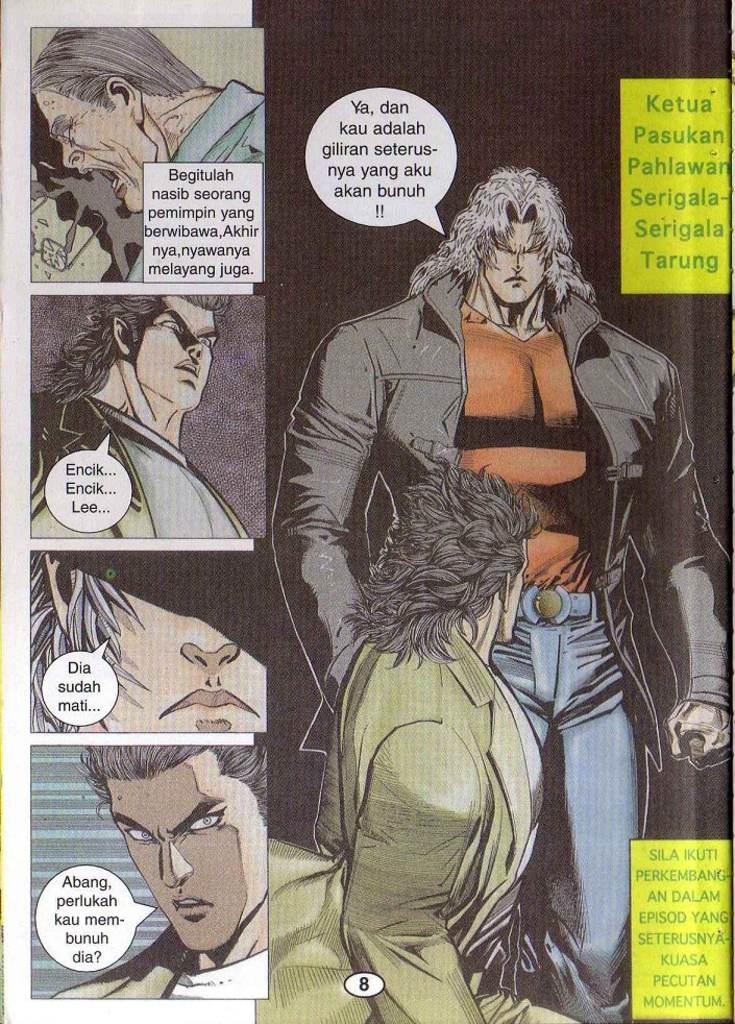 Begitulah
nasib seorang
pemimpin yang
berwibawa,Akhir
nya,nyawanya
melayang juga.
Encik...
Encik...
Lee...
Dia
sudah
mati...
Abang,
perlukah
kau mem-
bunuh
dia?
Ya, dan
kau adalah
giliran seterus-
nya yang aku
akan bunuh
!!
Ketua
Pasukan
Pahlawan
Serigala-
Serigala
Tarung
SILA IKUTI
PERKEMBANG-
AN DALAM
EPISOD YANG
SETERUSNYA-
KUASA
PECUTAN
MOMENTUM.
8